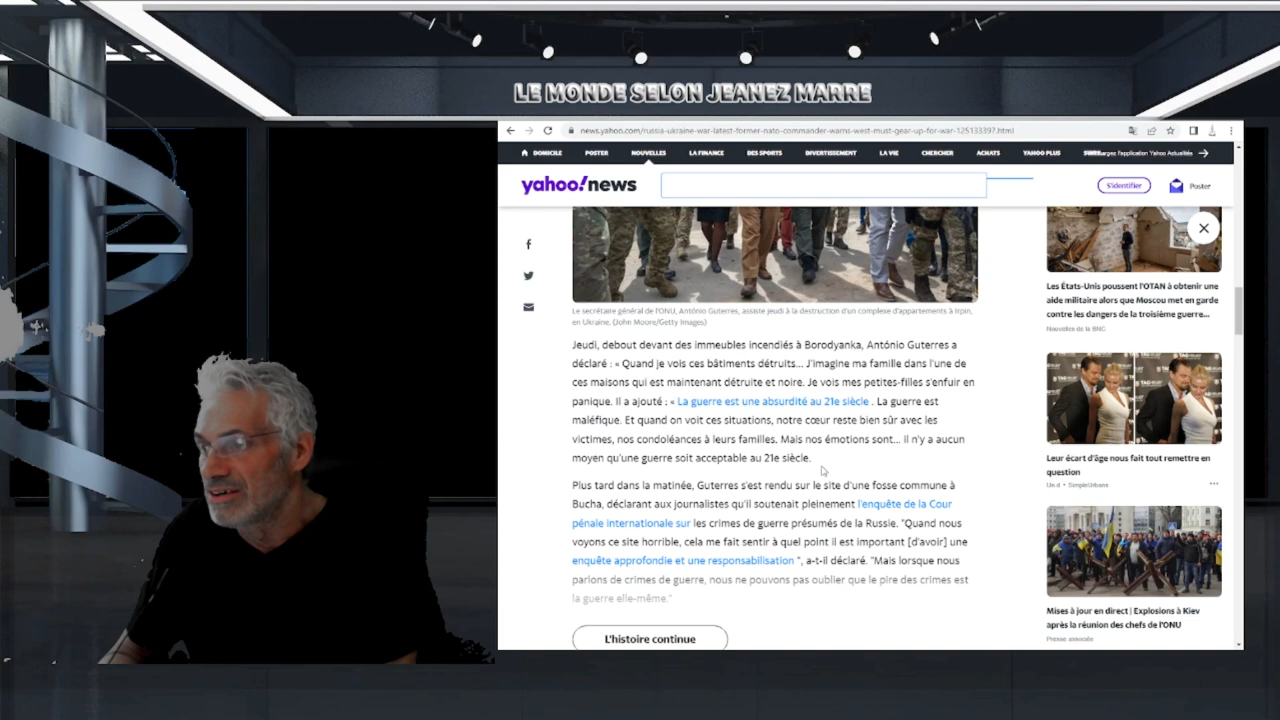 LE MONDE SELON JEANEZ MARRE
news.yahoo.com/russia-ukraine-war-latest-former-nato-commander-warns-west-must-gear-up-for-war-125133397.html
DOMICILE POSTER NOUVELLES LA FINANCE DES SPORTS DIVERTISSEMENT LA VIE CHERCHER ACHATS YAHOO PLUS l'application Yahoo Actualités
yahoo!news
S'identifier
Poster
Le secrétaire général de l'ONU, António Guterres, assiste jeudi à la destruction d'un complexe d'appartements à Irpin,
en Ukraine. (John Moore/Getty Images)
Jeudi, debout devant des immeubles incendiés à Borodyanka, António Guterres a
déclaré : « Quand je vois ces bâtiments détruits... J'imagine ma famille dans l'une de
ces maisons qui est maintenant détruite et noire. Je vois mes petites-filles s'enfuir en
panique. Il a ajouté : « La guerre est une absurdité au 21e siècle . La guerre est
maléfique. Et quand on voit ces situations, notre cœur reste bien sûr avec les
victimes, nos condoléances à leurs familles. Mais nos émotions sont... il n'y a aucun
moyen qu'une guerre soit acceptable au 21e siècle.
Plus tard dans la matinée, Guterres s'est rendu sur le site d'une fosse commune à
Bucha, déclarant aux journalistes qu'il soutenait pleinement l'enquête de la Cour
pénale internationale sur les crimes de guerre présumés de la Russie. "Quand nous
voyons ce site horrible, cela me fait sentir à quel point il est important [d'avoir] une
enquête approfondie et une responsabilisation ", a-t-il déclaré. "Mais lorsque nous
parlons de crimes de guerre, nous ne pouvons pas oublier que le pire des crimes est
la guerre elle-même."
L'histoire continue
Les États-Unis poussent l'OTAN à obtenir une
aide militaire alors que Moscou met en garde
contre les dangers de la troisième guerre...
Nouvelles de la BNC
Leur écart d'âge nous fait tout remettre en
question
Un d • SimpleUrbane
Mises à jour en direct | Explosions à Kiev
après la réunion des chefs de l'ONU
Presse associée